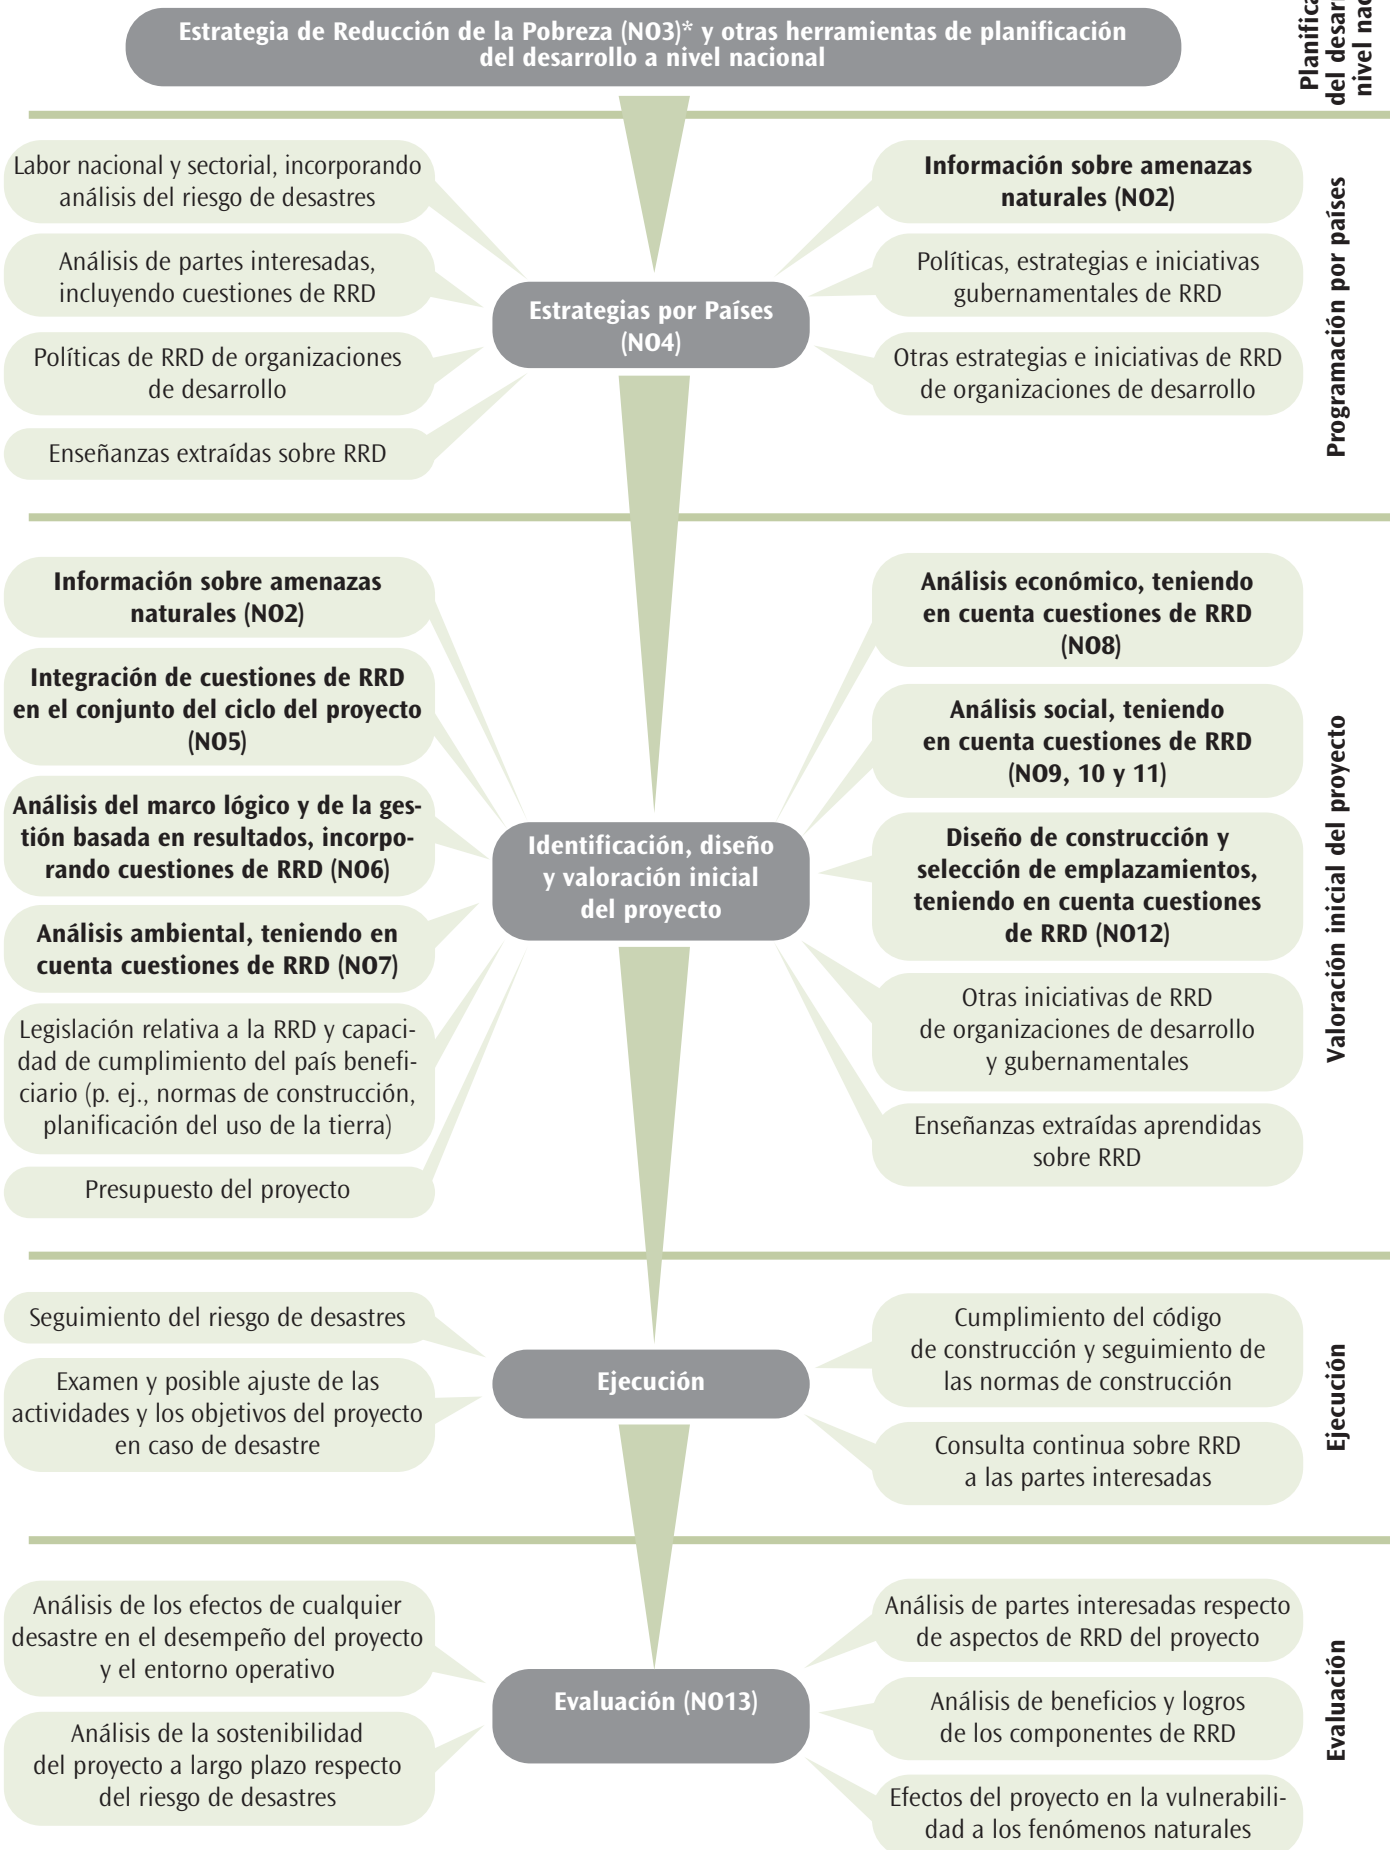 Estrategia de Reducción de la Pobreza (NO3)* y otras herramientas de planificación
del desarrollo a nivel nacional
Labor nacional y sectorial, incorporando
análisis del riesgo de desastres
Análisis de partes interesadas,
incluyendo cuestiones de RRD
Políticas de RRD de organizaciones
de desarrollo
Enseñanzas extraídas sobre RRD
Estrategias por Países
(NO4)
Información sobre amenazas
naturales (NO2)
Políticas, estrategias e iniciativas
gubernamentales de RRD
Otras estrategias e iniciativas de RRD
de organizaciones de desarrollo
Programación por países
Información sobre amenazas
naturales (NO2)
Integración de cuestiones de RRD
en el conjunto del ciclo del proyecto
(NO5)
Análisis del marco lógico y de la ges-
tión basada en resultados, incorpo-
rando cuestiones de RRD (NO6)
Análisis ambiental, teniendo en
cuenta cuestiones de RRD (NO7)
Legislación relativa a la RRD y capaci-
dad de cumplimiento del país benefi-
ciario (p. ej., normas de construcción,
planificación del uso de la tierra)
Presupuesto del proyecto
Identificación, diseño
y valoración inicial
del proyecto
Análisis económico, teniendo
en cuenta cuestiones de RRD
(NO8)
Análisis social, teniendo
en cuenta cuestiones de RRD
(NO9, 10 y 11)
Diseño de construcción y
selección de emplazamientos,
teniendo en cuenta cuestiones
de RRD (NO12)
Otras iniciativas de RRD
de organizaciones de desarrollo
y gubernamentales
Enseñanzas extraídas aprendidas
sobre RRD
Valoración inicial del proyecto
Seguimiento del riesgo de desastres
Examen y posible ajuste de las
actividades y los objetivos del proyecto
en caso de desastre
Ejecución
Cumplimiento del código
de construcción y seguimiento de
las normas de construcción
Consulta continua sobre RRD
a las partes interesadas
Ejecución
Análisis de los efectos de cualquier
desastre en el desempeño del proyecto
y el entorno operativo
Análisis de la sostenibilidad
del proyecto a largo plazo respecto
del riesgo de desastres
Evaluación (NO13)
Análisis de partes interesadas respecto
de aspectos de RRD del proyecto
Análisis de beneficios y logros
de los componentes de RRD
Efectos del proyecto en la vulnerabili-
dad a los fenómenos naturales
Evaluación
del
nivel